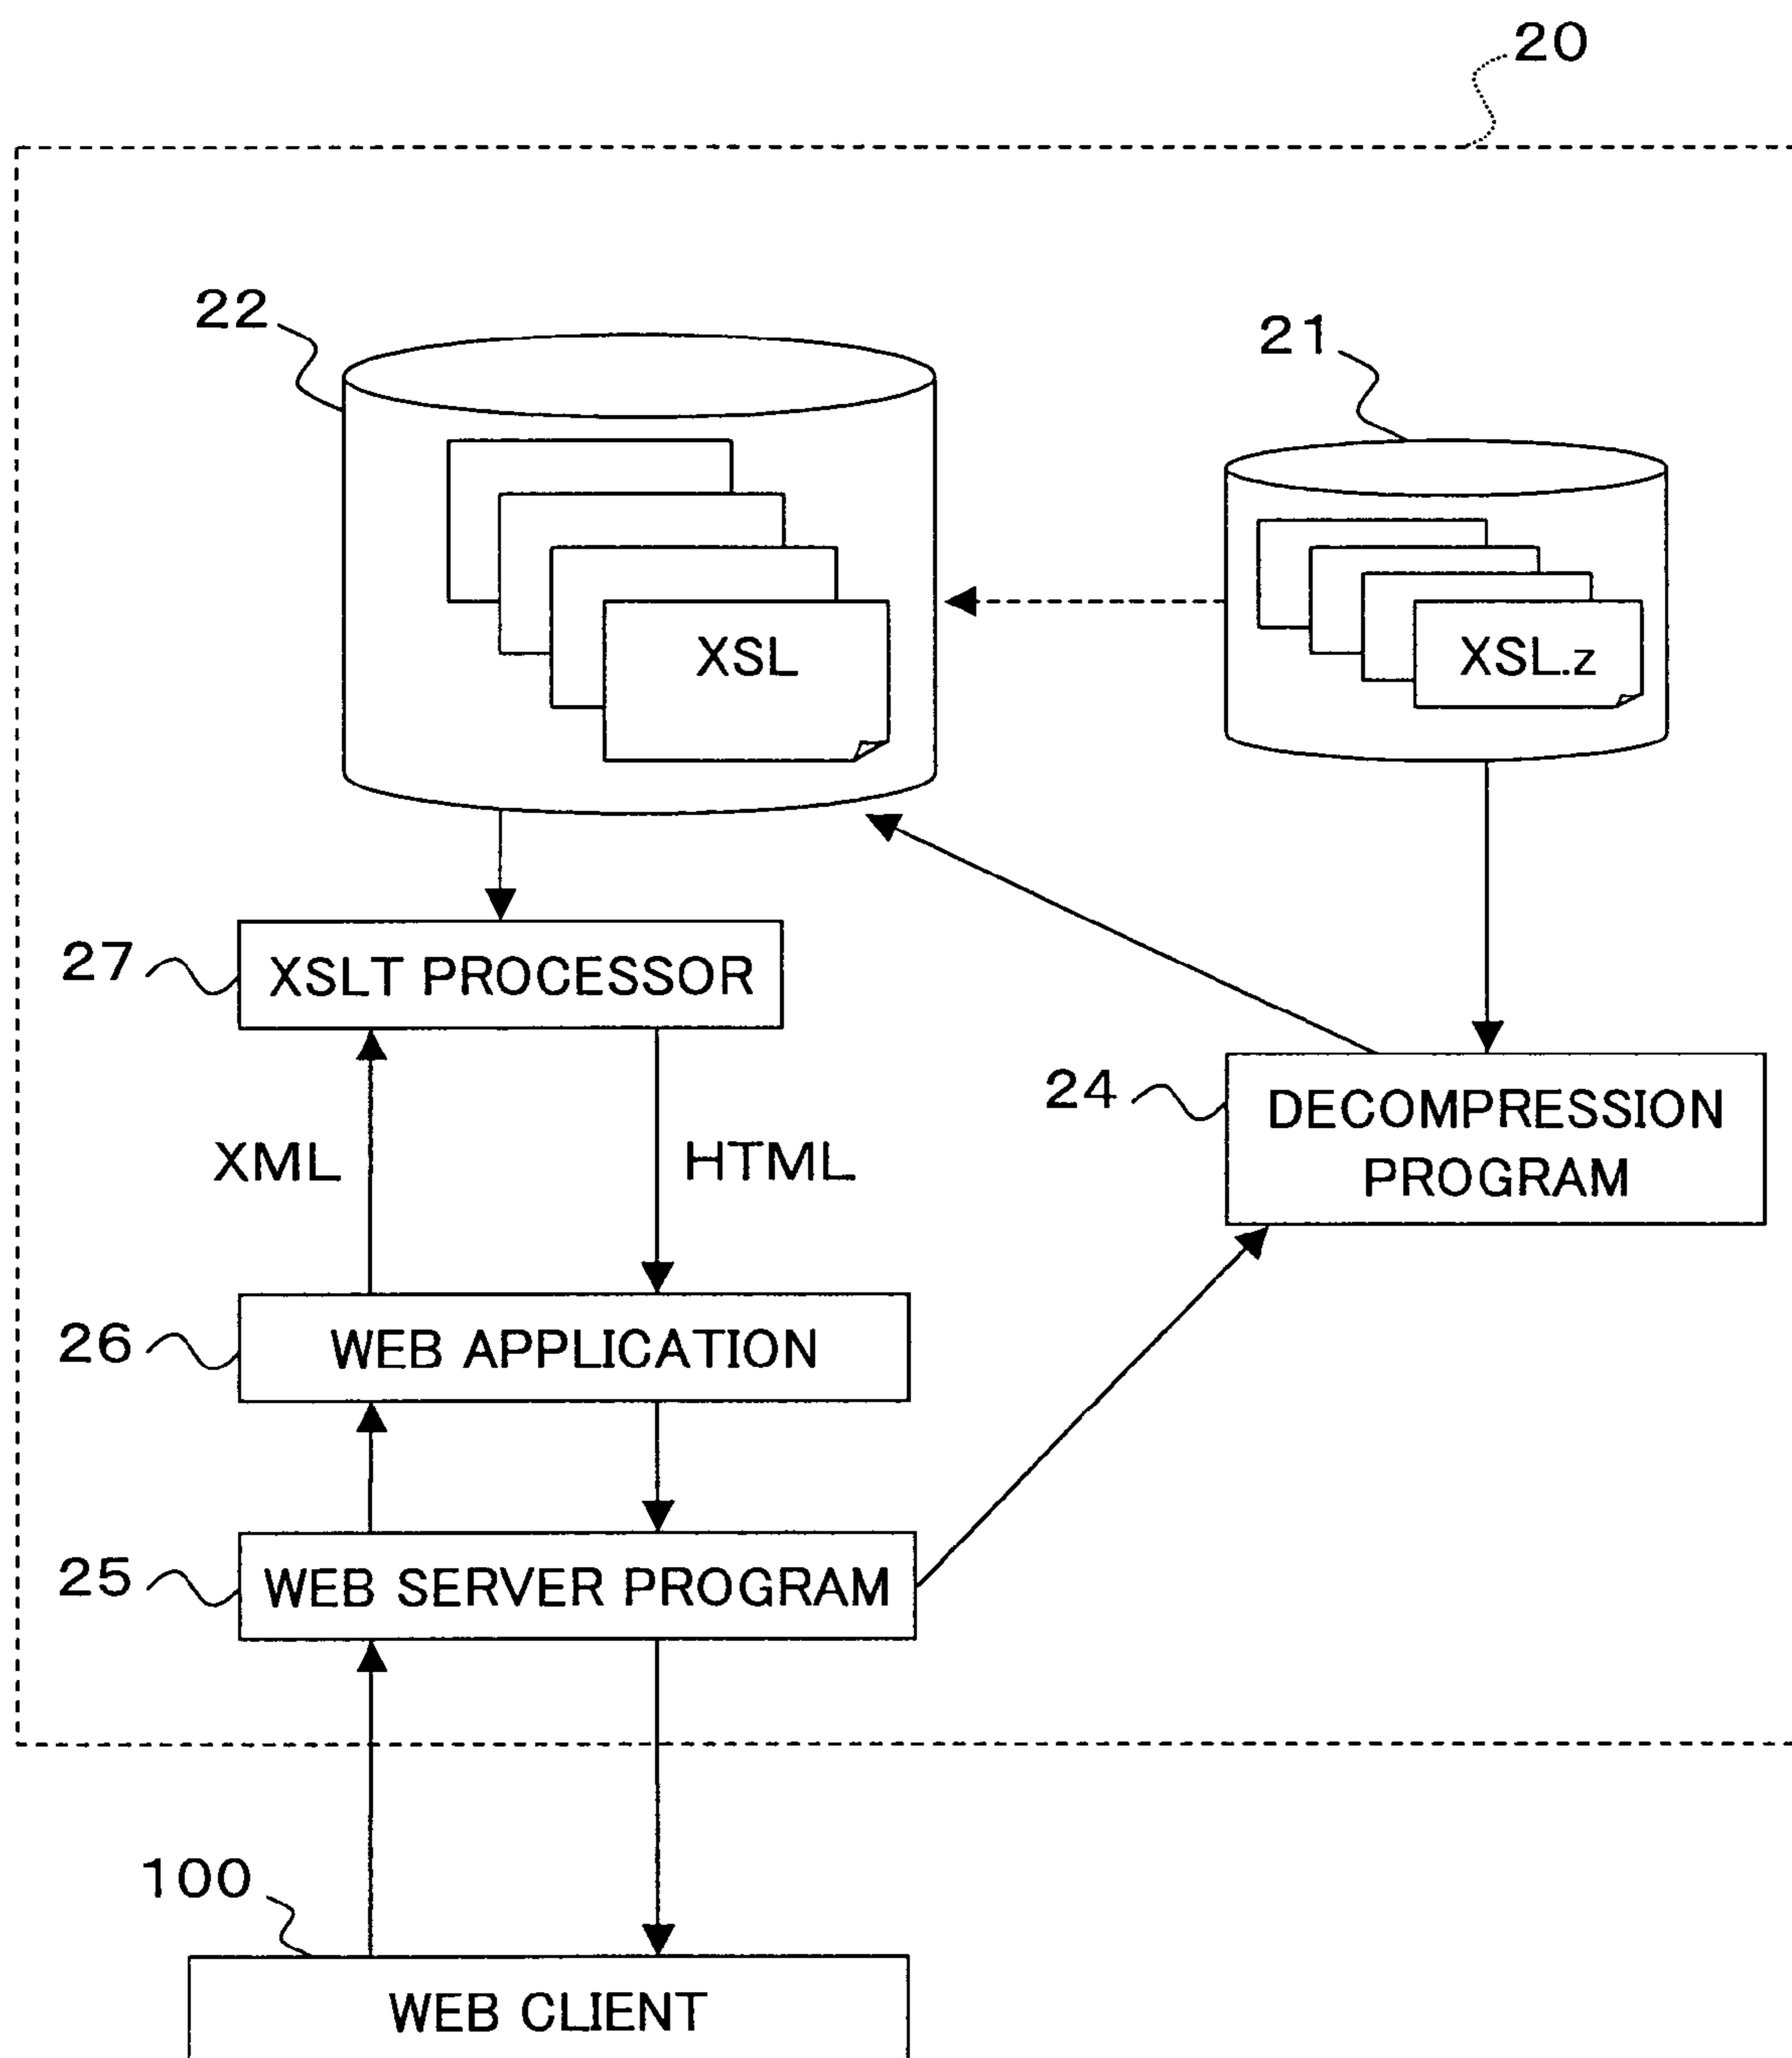 20
22
21
XSL
XSL.z
27
XSLT PROCESSOR
24
DECOMPRESSION
PROGRAM
XML
HTML
26
WEB APPLICATION
25
WEB SERVER PROGRAM
100
WEB CLIENT